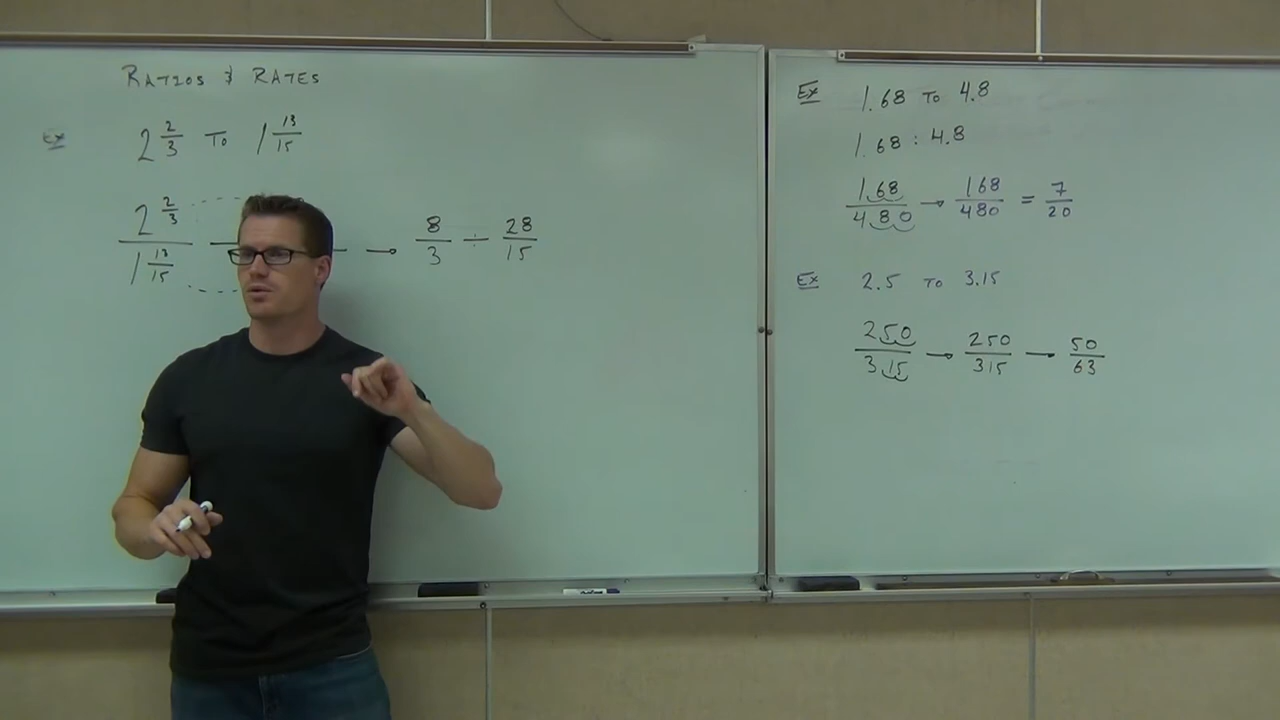 RATIOS & RATES
Ex 2 2/3 TO 1 13/15
2 2/3 / 1 13/15 → 8/3 ÷ 28/15
Ex 1.68 TO 4.8
1.68 : 4.8
1.68/4.80 → 168/480 = 7/20
Ex 2.5 TO 3.15
250/315 → 250/315 → 50/63